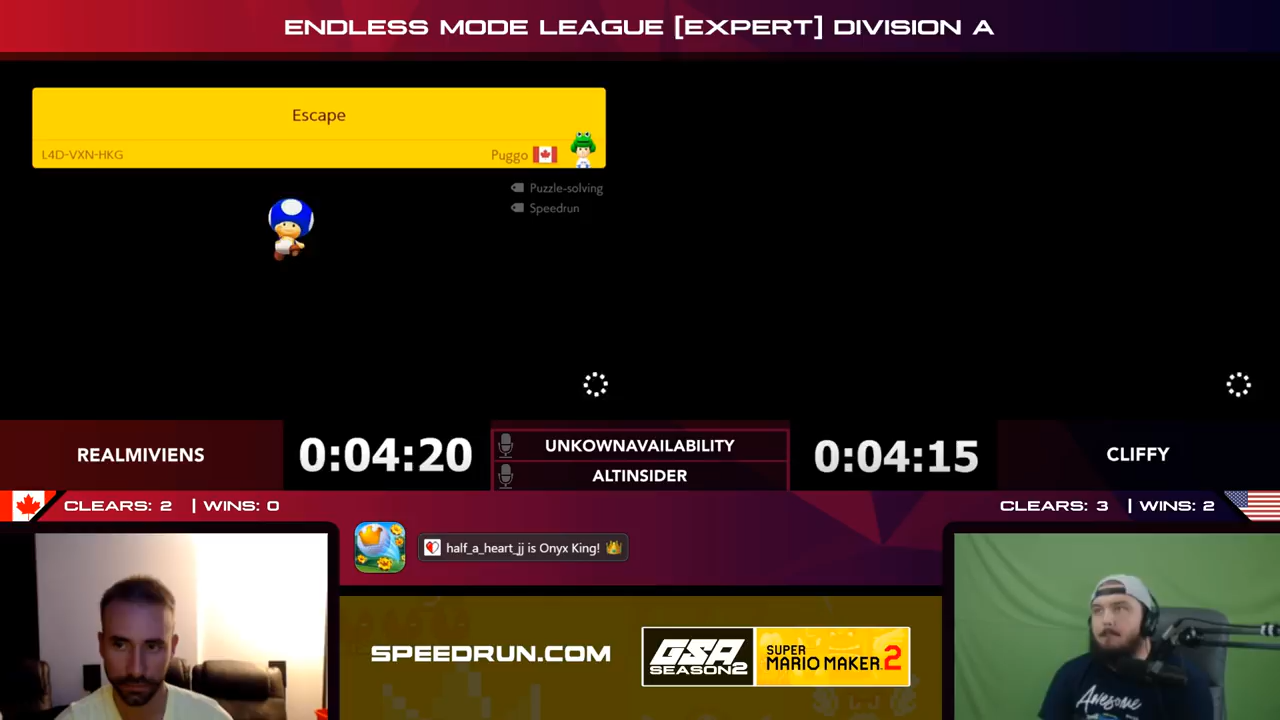 ENDLESS MODE LEAGUE [EXPERT] DIVISION A
Escape
L4D-VXN-HKG
Puggo
Puzzle-solving
Speedrun
REALMIVIENS
0:04:20
UNKOWNAVAILABILITY
ALTINSIDER
0:04:15
CLIFFY
CLEARS: 2 | WINS: 0
CLEARS: 3 | WINS: 2
half_a_heart_jj is Onyx King!
SPEEDRUN.COM
GSA
SEASON2
SUPER
MARIO MAKER 2
Awesome